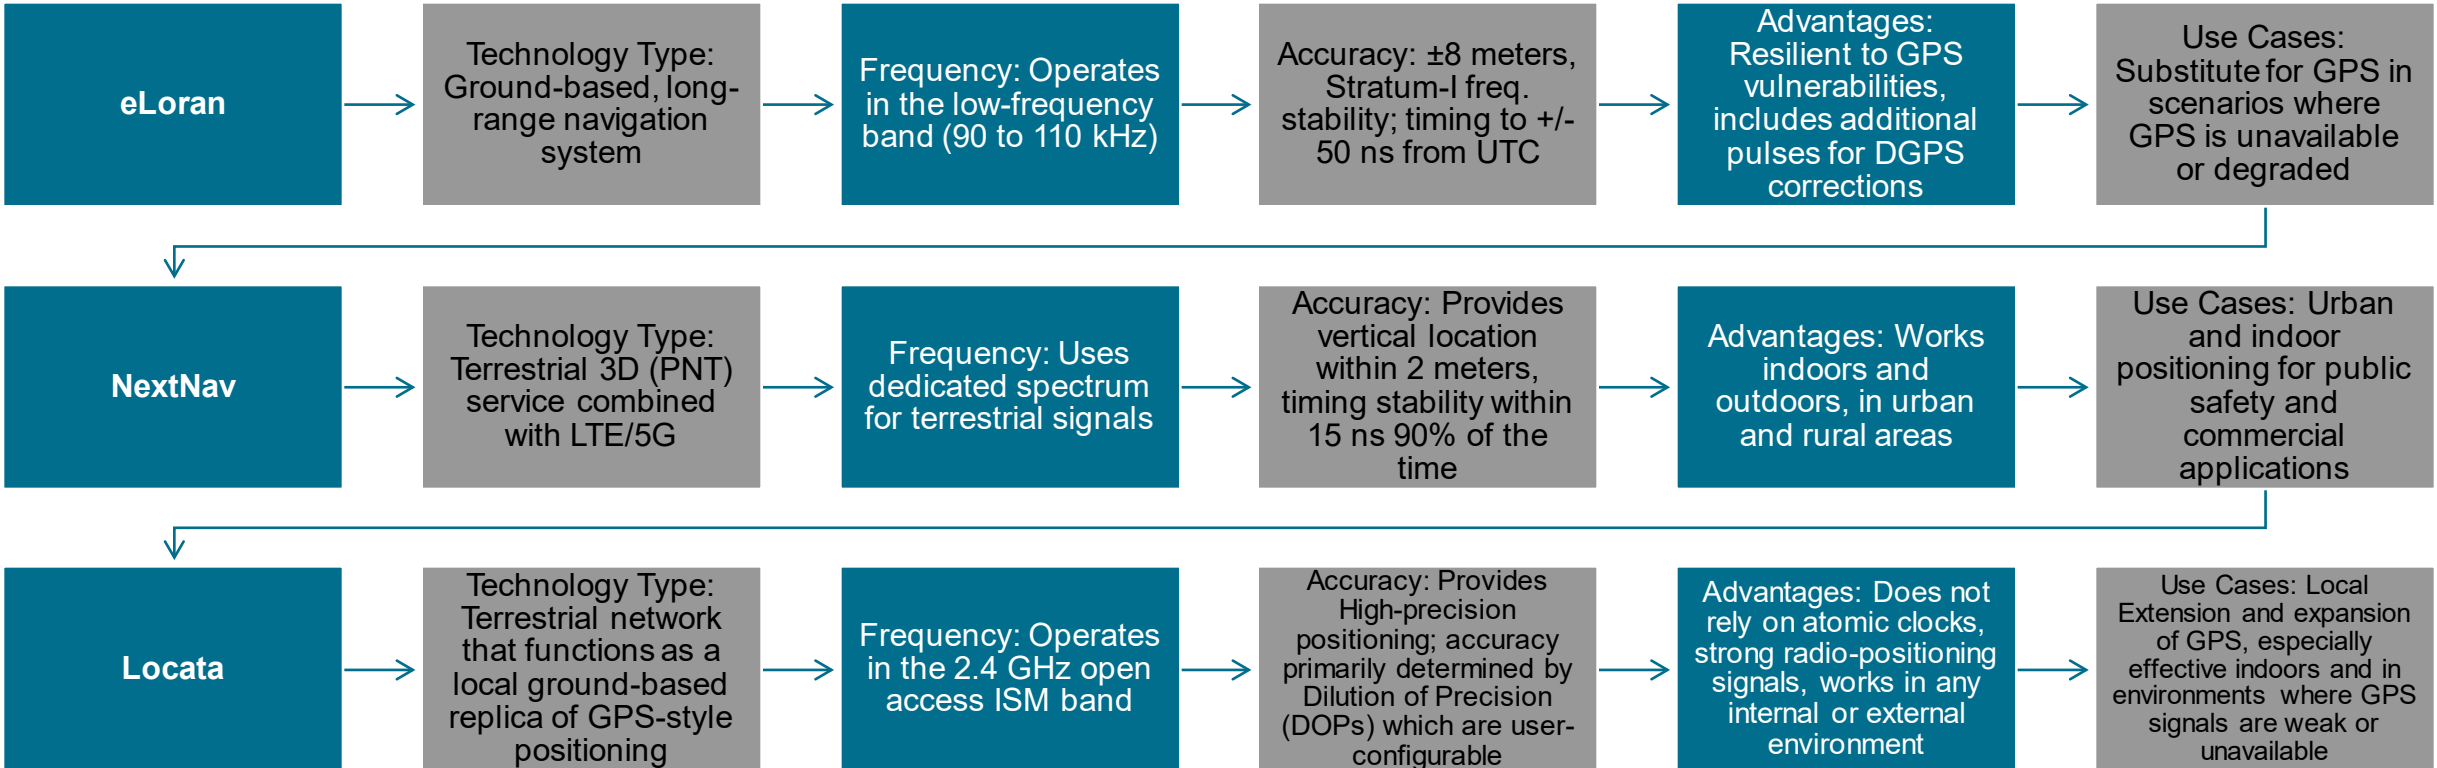 eLoran
Technology Type:
Ground-based, long-
range navigation
system
Frequency: Operates
in the low-frequency
band (90 to 110 kHz)
Accuracy: ±8 meters,
Stratum-I freq.
stability; timing to +/-
50 ns from UTC
Advantages:
Resilient to GPS
vulnerabilities,
includes additional
pulses for DGPS
corrections
Use Cases:
Substitute for GPS in
scenarios where
GPS is unavailable
or degraded
NextNav
Technology Type:
Terrestrial 3D (PNT)
service combined
with LTE/5G
Frequency: Uses
dedicated spectrum
for terrestrial signals
Accuracy: Provides
vertical location
within 2 meters,
timing stability within
15 ns 90% of the
time
Advantages: Works
indoors and
outdoors, in urban
and rural areas
Use Cases: Urban
and indoor
positioning for public
safety and
commercial
applications
Locata
Technology Type:
Terrestrial network
that functions as a
local ground-based
replica of GPS-style
positioning
Frequency: Operates
in the 2.4 GHz open
access ISM band
Accuracy: Provides
High-precision
positioning; accuracy
primarily determined by
Dilution of Precision
(DOPs) which are user-
configurable
Advantages: Does not
rely on atomic clocks,
strong radio-positioning
signals, works in any
internal or external
environment
Use Cases: Local
Extension and expansion
of GPS, especially
effective indoors and in
environments where GPS
signals are weak or
unavailable